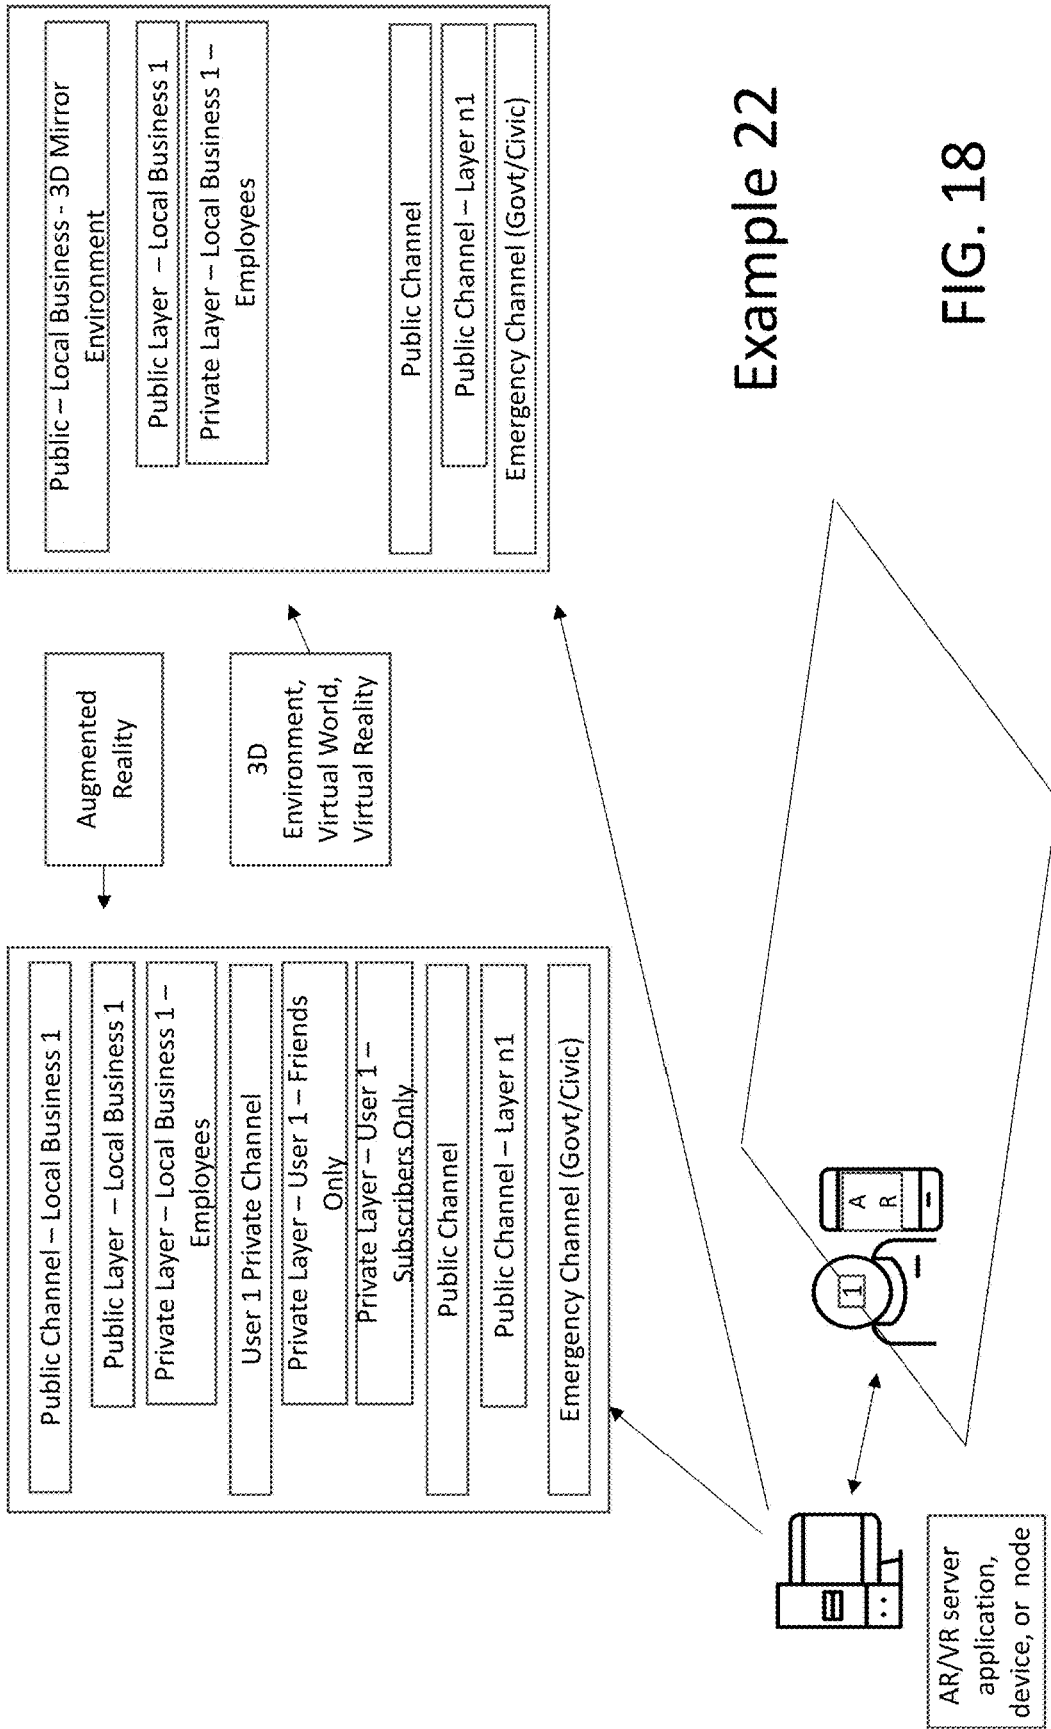 Public Channel – Local Business 1
Public Layer – Local Business 1
Private Layer – Local Business 1 –
Employees
User 1 Private Channel
Private Layer – User 1 – Friends
Only
Private Layer – User 1 –
Subscribers Only
Public Channel
Public Channel – Layer n1
Emergency Channel (Govt/Civic)
Augmented
Reality
3D
Environment,
Virtual World,
Virtual Reality
Public – Local Business - 3D Mirror
Environment
Public Layer – Local Business 1
Private Layer – Local Business 1 –
Employees
Public Channel
Public Channel – Layer n1
Emergency Channel (Govt/Civic)
AR/VR server
application,
device, or node
1
A
R
Example 22
FIG. 18